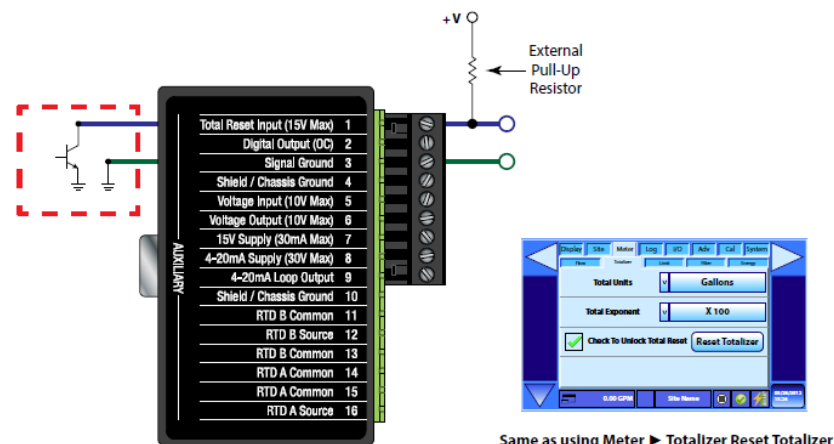 +V
External
Pull-Up
Resistor
Total Reset Input (15V Max) 1
Digital Output (OC) 2
Signal Ground 3
Shield / Chassis Ground 4
Voltage Input (10V Max) 5
Voltage Output (10V Max) 6
15V Supply (30mA Max) 7
4-20mA Supply (30V Max) 8
4-20mA Loop Output 9
Shield / Chassis Ground 10
RTD B Common 11
RTD B Source 12
RTD B Common 13
RTD A Common 14
RTD A Common 15
RTD A Source 16
AUXILIARY
Display Site Meter Log I/O Adv Cal System
Flow Totalizer Filter Energy
Total Units v Gallons
Total Exponent v X 100
Check To Unlock Total Reset Reset Totalizer
0.00 GPM Site Name
Same as using Meter ► Totalizer Reset Totalizer